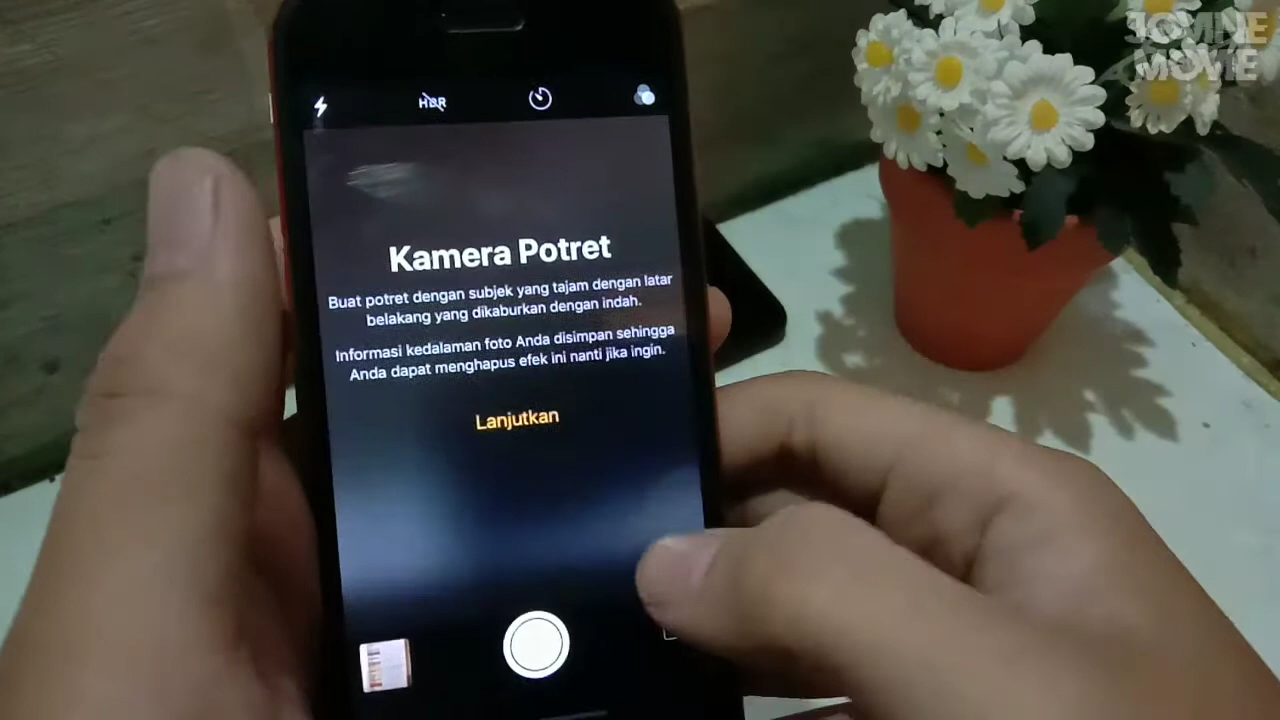 JOMNE
MOVIE
HDR
Kamera Potret
Buat potret dengan subjek yang tajam dengan latar
belakang yang dikaburkan dengan indah.
Informasi kedalaman foto Anda disimpan sehingga
Anda dapat menghapus efek ini nanti jika ingin.
Lanjutkan